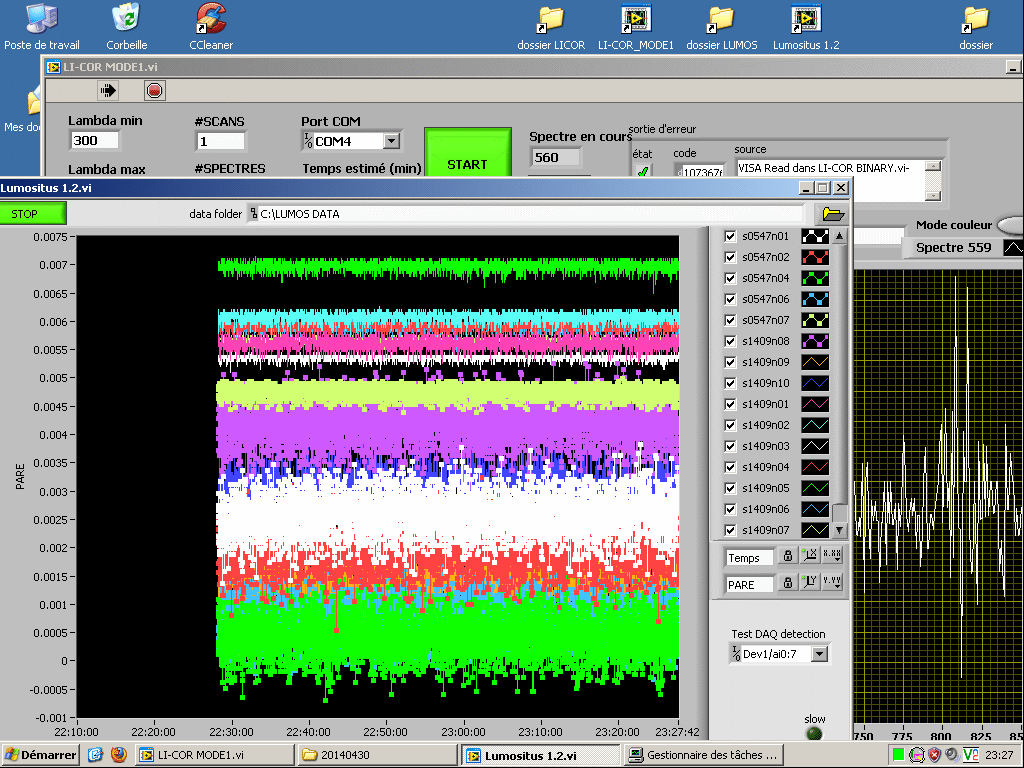 Poste de travail
Corbeille
CCleaner
dossier LICOR
LI-COR_MODE1
dossier LUMOS
Lumositus 1.2
dossier
LI-COR MODE1.vi
Lambda min
#SCANS
Port COM
300
1
COM4
START
Spectre en cours
560
sortie d'erreur
état
code
source
VISA Read dans LI-COR BINARY.vi-
Mes do
Lambda max
#SPECTRES
Temps estimé (min)
Mode couleur
Spectre 559
Lumositus 1.2.vi
STOP
data folder
C:\LUMOS DATA
s0547n01
s0547n02
s0547n04
s0547n06
s0547n07
s1409n08
s1409n09
s1409n10
s1409n01
s1409n02
s1409n03
s1409n04
s1409n05
s1409n06
s1409n07
Temps
PARE
Test DAQ detection
Dev1/ai0:7
slow
PARE
0.0075
0.007
0.0065
0.006
0.0055
0.005
0.0045
0.004
0.0035
0.003
0.0025
0.002
0.0015
0.001
0.0005
0
-0.0005
-0.001
22:10:00
22:20:00
22:30:00
22:40:00
22:50:00
23:00:00
23:10:00
23:20:00
23:27:42
750
775
800
825
85
Démarrer
LI-COR MODE1.vi
20140430
Lumositus 1.2.vi
Gestionnaire des tâches ...
23:27